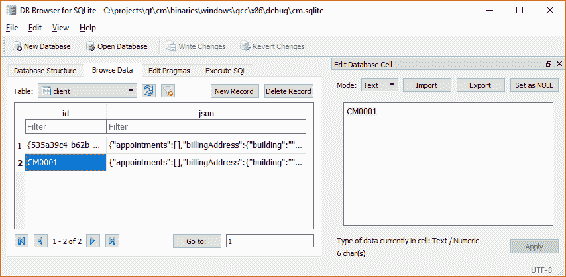 DB Browser for SQLite - C:\projects\qt\cm\binaries\windows\gcc\x86\debug\cm.sqlite
File Edit View Help
New Database Open Database Write Changes Revert Changes
Database Structure Browse Data Edit Pragmas Execute SQL
Table: client New Record Delete Record
id json
Filter Filter
1 {535a39c4-b62b-... {"appointments":[],"billingAddress":{"building":""...
2 CM0001 {"appointments":[],"billingAddress":{"building":""...
1 - 2 of 2 Go to: 1
Edit Database Cell
Mode: Text Import Export Set as NULL
CM0001
Type of data currently in cell: Text / Numeric
6 char(s)
Apply
UTF-8